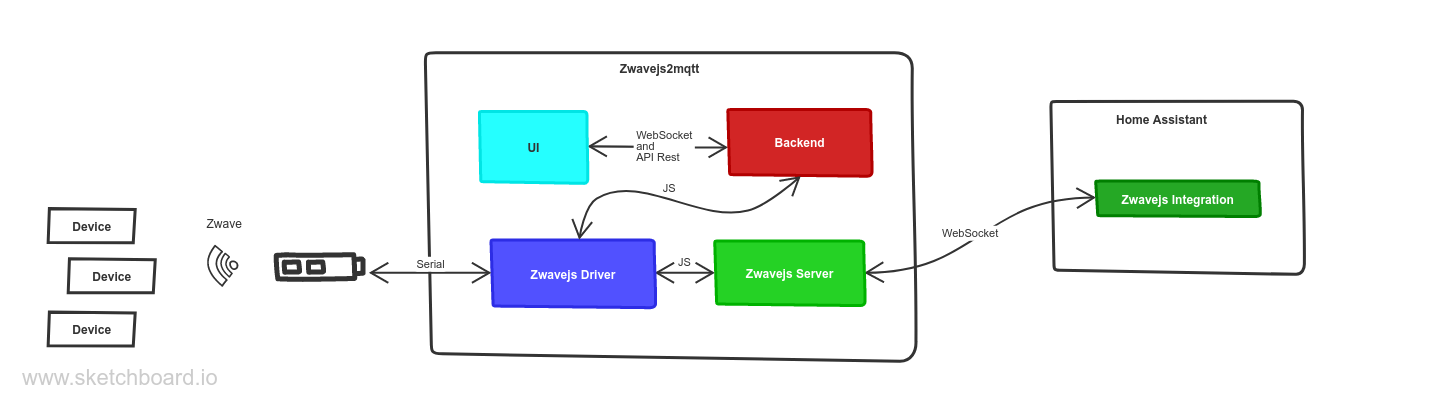 Zwavejs2mqtt
UI
WebSocket
and
API Rest
Backend
JS
Home Assistant
Zwavejs Integration
WebSocket
Zwave
Device
Device
Device
Serial
Zwavejs Driver
JS
Zwavejs Server
www.sketchboard.io